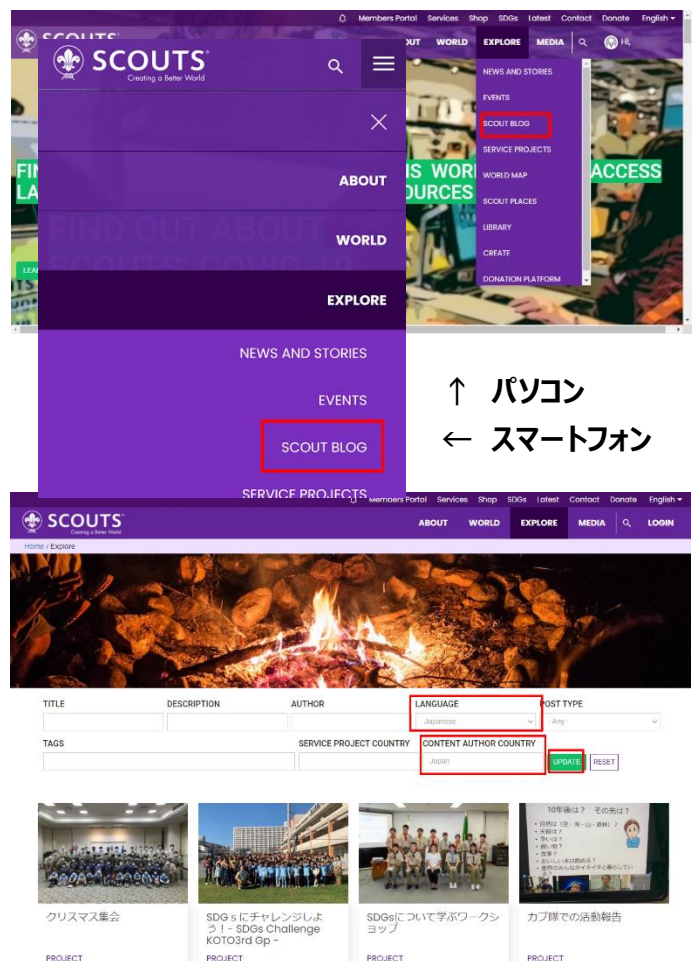 Members Portal Services Shop SDGs Latest Contact Donate English
WORLD EXPLORE MEDIA Hi,
NEWS AND STORIES
EVENTS
SCOUT BLOG
SERVICE PROJECTS
WORLD MAP
SCOUT PLACES
LIBRARY
CREATE
DONATION PLATFORM
ACCESS
SCOUTS
Creating a Better World
ABOUT
WORLD
FIND OUT ABOUT
SCOUTS' COVID-19
EXPLORE
NEWS AND STORIES
EVENTS
SCOUT BLOG
SERVICE PROJECTS
↑ パソコン
← スマートフォン
Members Portal Services Shop SDGs Latest Contact Donate English
SCOUTS
Creating a Better World
ABOUT WORLD EXPLORE MEDIA LOGIN
Home / Explore
TITLE DESCRIPTION AUTHOR LANGUAGE POST TYPE
Japanese - Any -
TAGS SERVICE PROJECT COUNTRY CONTENT AUTHOR COUNTRY
Japan UPDATE RESET
10年後は? その先は?
クリスマス集会
SDGsにチャレンジしよ
う!- SDGs Challenge
KOTO3rd Gp -
SDGsについて学ぶワークシ
ョップ
カブ隊での活動報告
PROJECT PROJECT PROJECT PROJECT